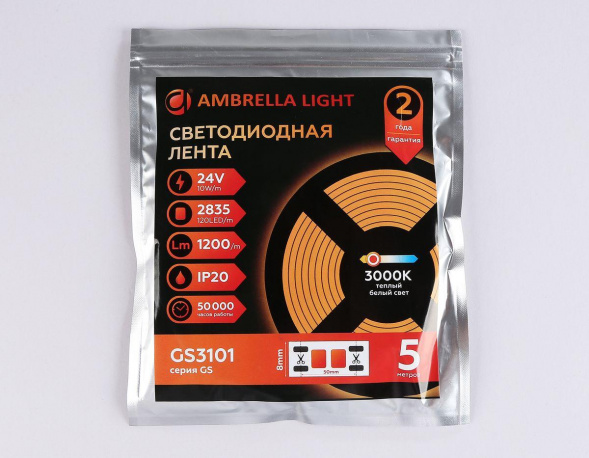 AMBRELLA LIGHT
2
года
гарантия
СВЕТОДИОДНАЯ
ЛЕНТА
24V
10W/m
2835
120LED/m
Lm
1200/m
IP20
50 000
часов работы
3000K
теплый
белый свет
GS3101
серия GS
8mm
50mm
5
метров